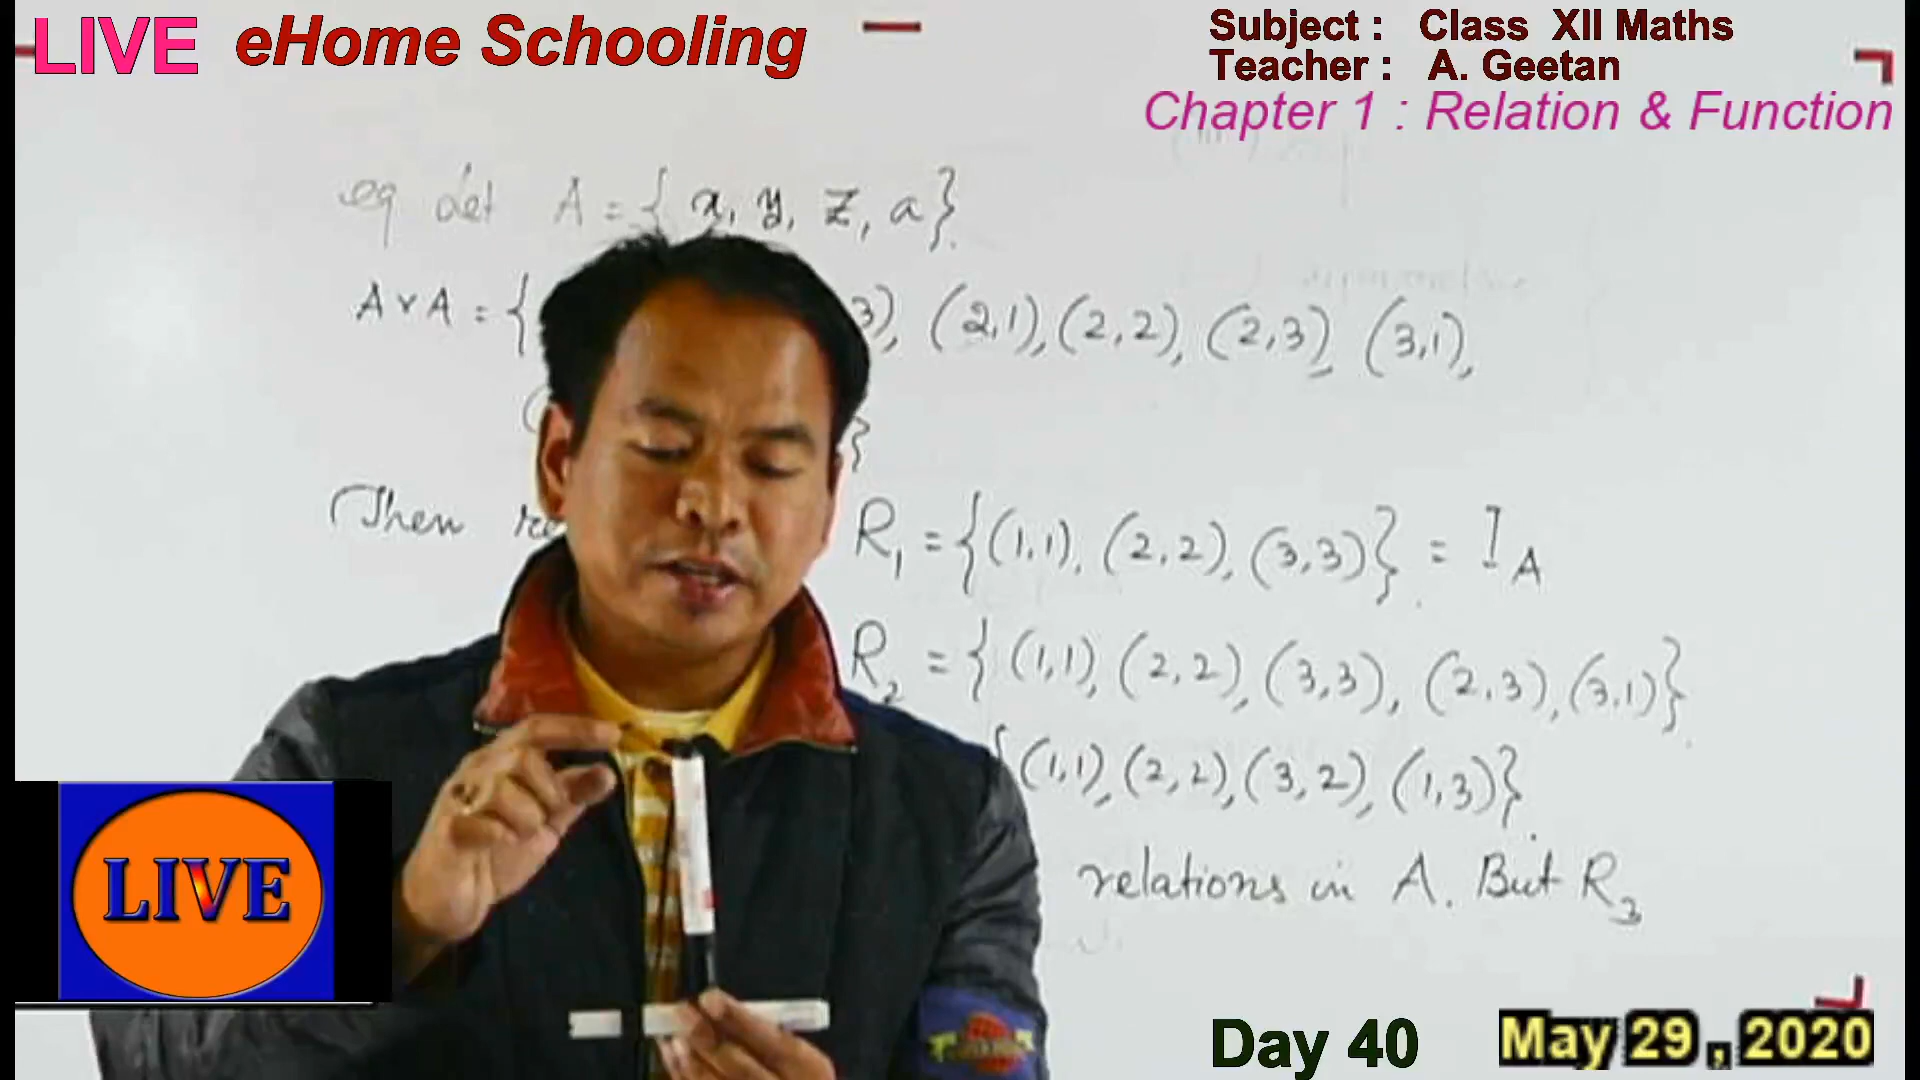 LIVE eHome Schooling
Subject : Class XII Maths
Teacher : A. Geetan
Chapter 1 : Relation & Function
eg Let A = { x, y, z, a}.
A × A = { 3), (2,1), (2,2), (2,3), (3,1),
}
Then R₁ = {(1,1), (2,2), (3,3)} = I_A
R₂ = { (1,1), (2,2), (3,3), (2,3), (3,1)}
{(1,1), (2,2), (3,2), (1,3)}.
relations in A. But R₃
LIVE
Day 40
May 29 , 2020